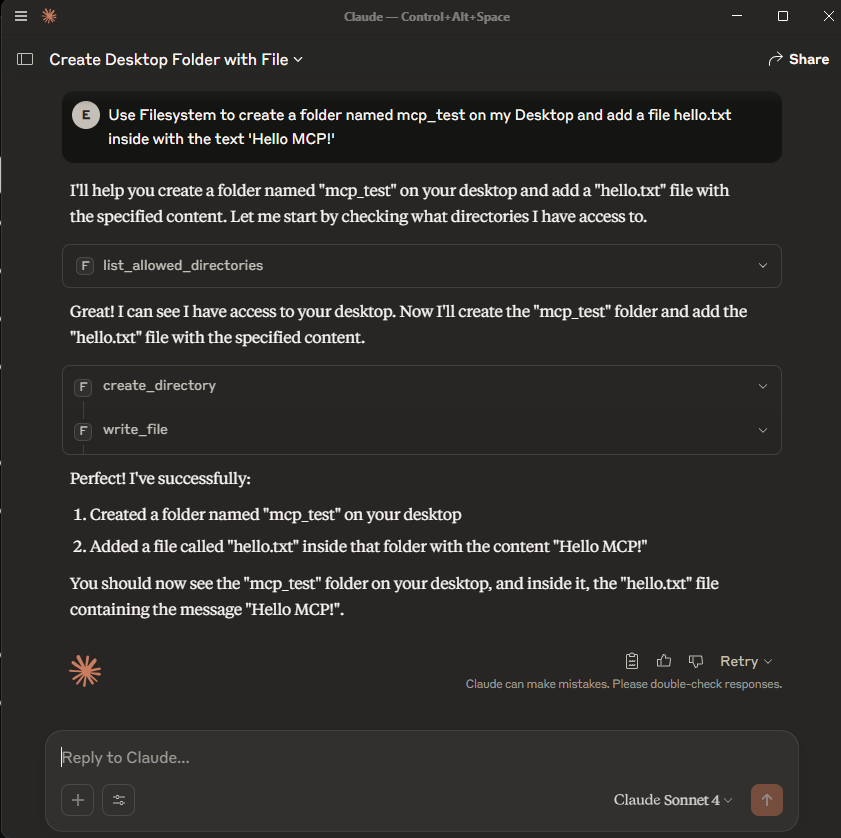 Claude — Control+Alt+Space
Create Desktop Folder with File
Share
E
Use Filesystem to create a folder named mcp_test on my Desktop and add a file hello.txt
inside with the text 'Hello MCP!'
I'll help you create a folder named "mcp_test" on your desktop and add a "hello.txt" file with
the specified content. Let me start by checking what directories I have access to.
F list_allowed_directories
Great! I can see I have access to your desktop. Now I'll create the "mcp_test" folder and add the
"hello.txt" file with the specified content.
F create_directory
F write_file
Perfect! I've successfully:
1. Created a folder named "mcp_test" on your desktop
2. Added a file called "hello.txt" inside that folder with the content "Hello MCP!"
You should now see the "mcp_test" folder on your desktop, and inside it, the "hello.txt" file
containing the message "Hello MCP!".
Retry
Claude can make mistakes. Please double-check responses.
Reply to Claude...
Claude Sonnet 4